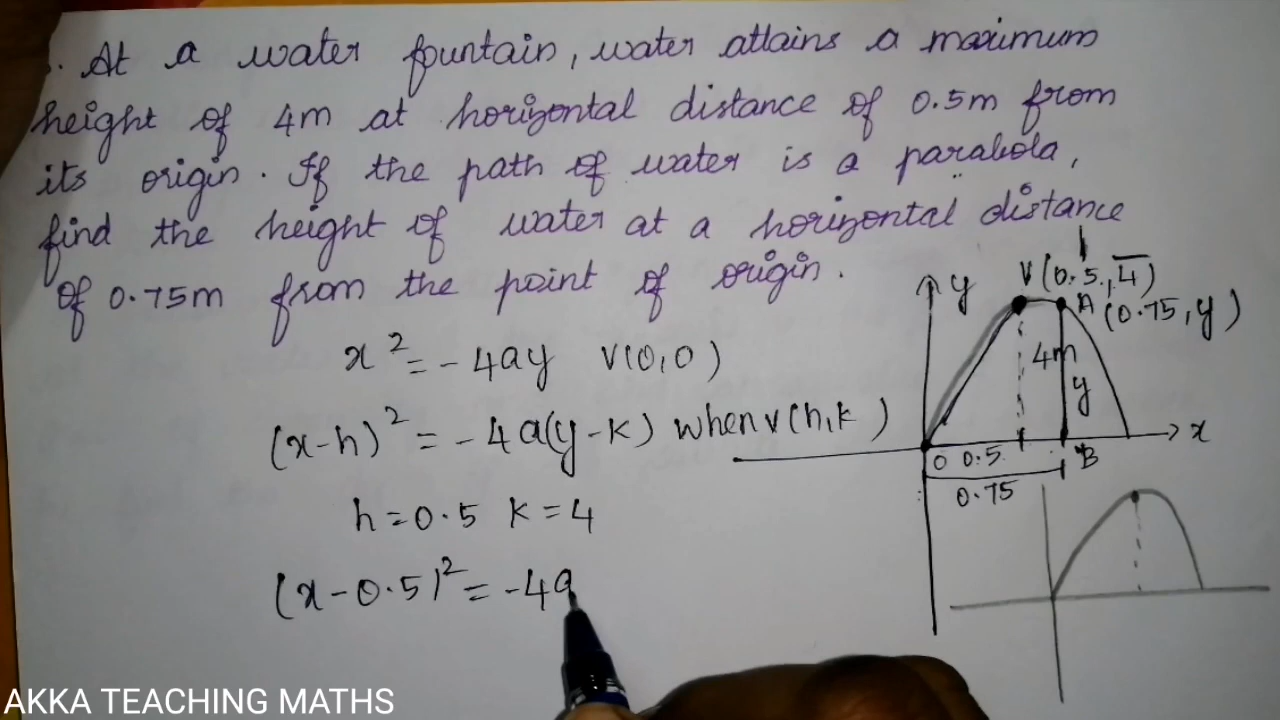 . At a water fountain, water attains a maximum
height of 4m at horizontal distance of 0.5m from
its origin. If the path of water is a parabola,
find the height of water at a horizontal distance
of 0.75m from the point of origin.
x² = -4ay V(0,0)
(x-h)² = -4a(y-k) when v(h,k)
h=0.5 k=4
(x-0.5)² = -4a
y
V(0.5,4)
A(0.75,y)
4m
y
x
O 0.5 B
0.75
AKKA TEACHING MATHS